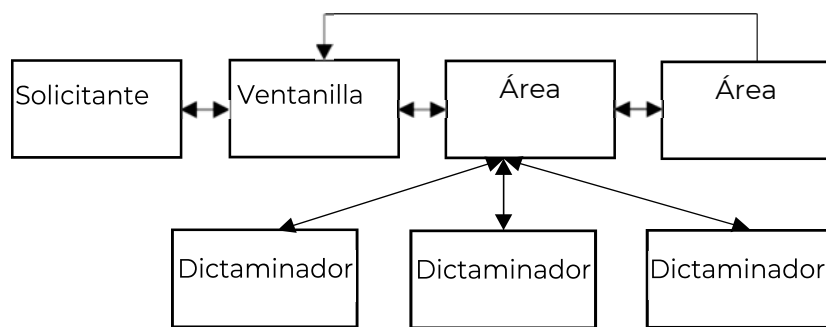 Solicitante
Ventanilla
Área
Área
Dictaminador
Dictaminador
Dictaminador